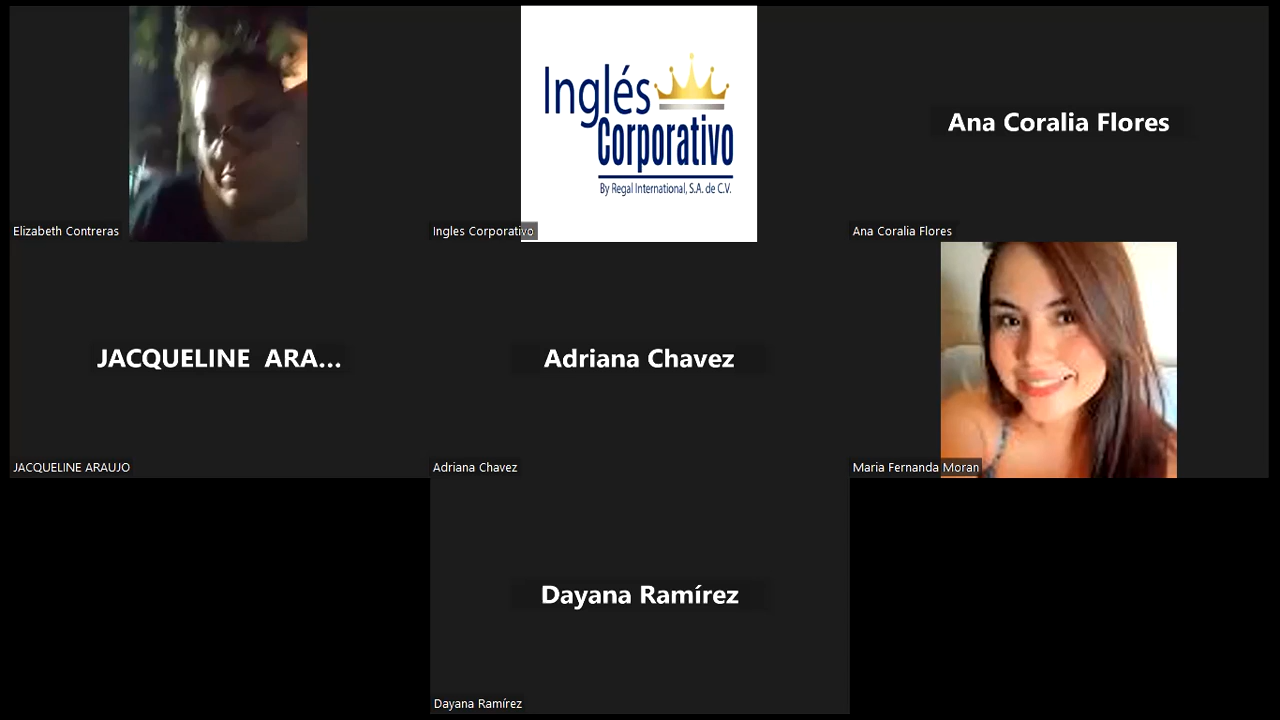 Elizabeth Contreras
Inglés
Corporativo
By Regal International, S.A. de C.V.
Ingles Corporativo
Ana Coralia Flores
Ana Coralia Flores
JACQUELINE ARA...
JACQUELINE ARAUJO
Adriana Chavez
Adriana Chavez
Maria Fernanda Moran
Dayana Ramírez
Dayana Ramírez